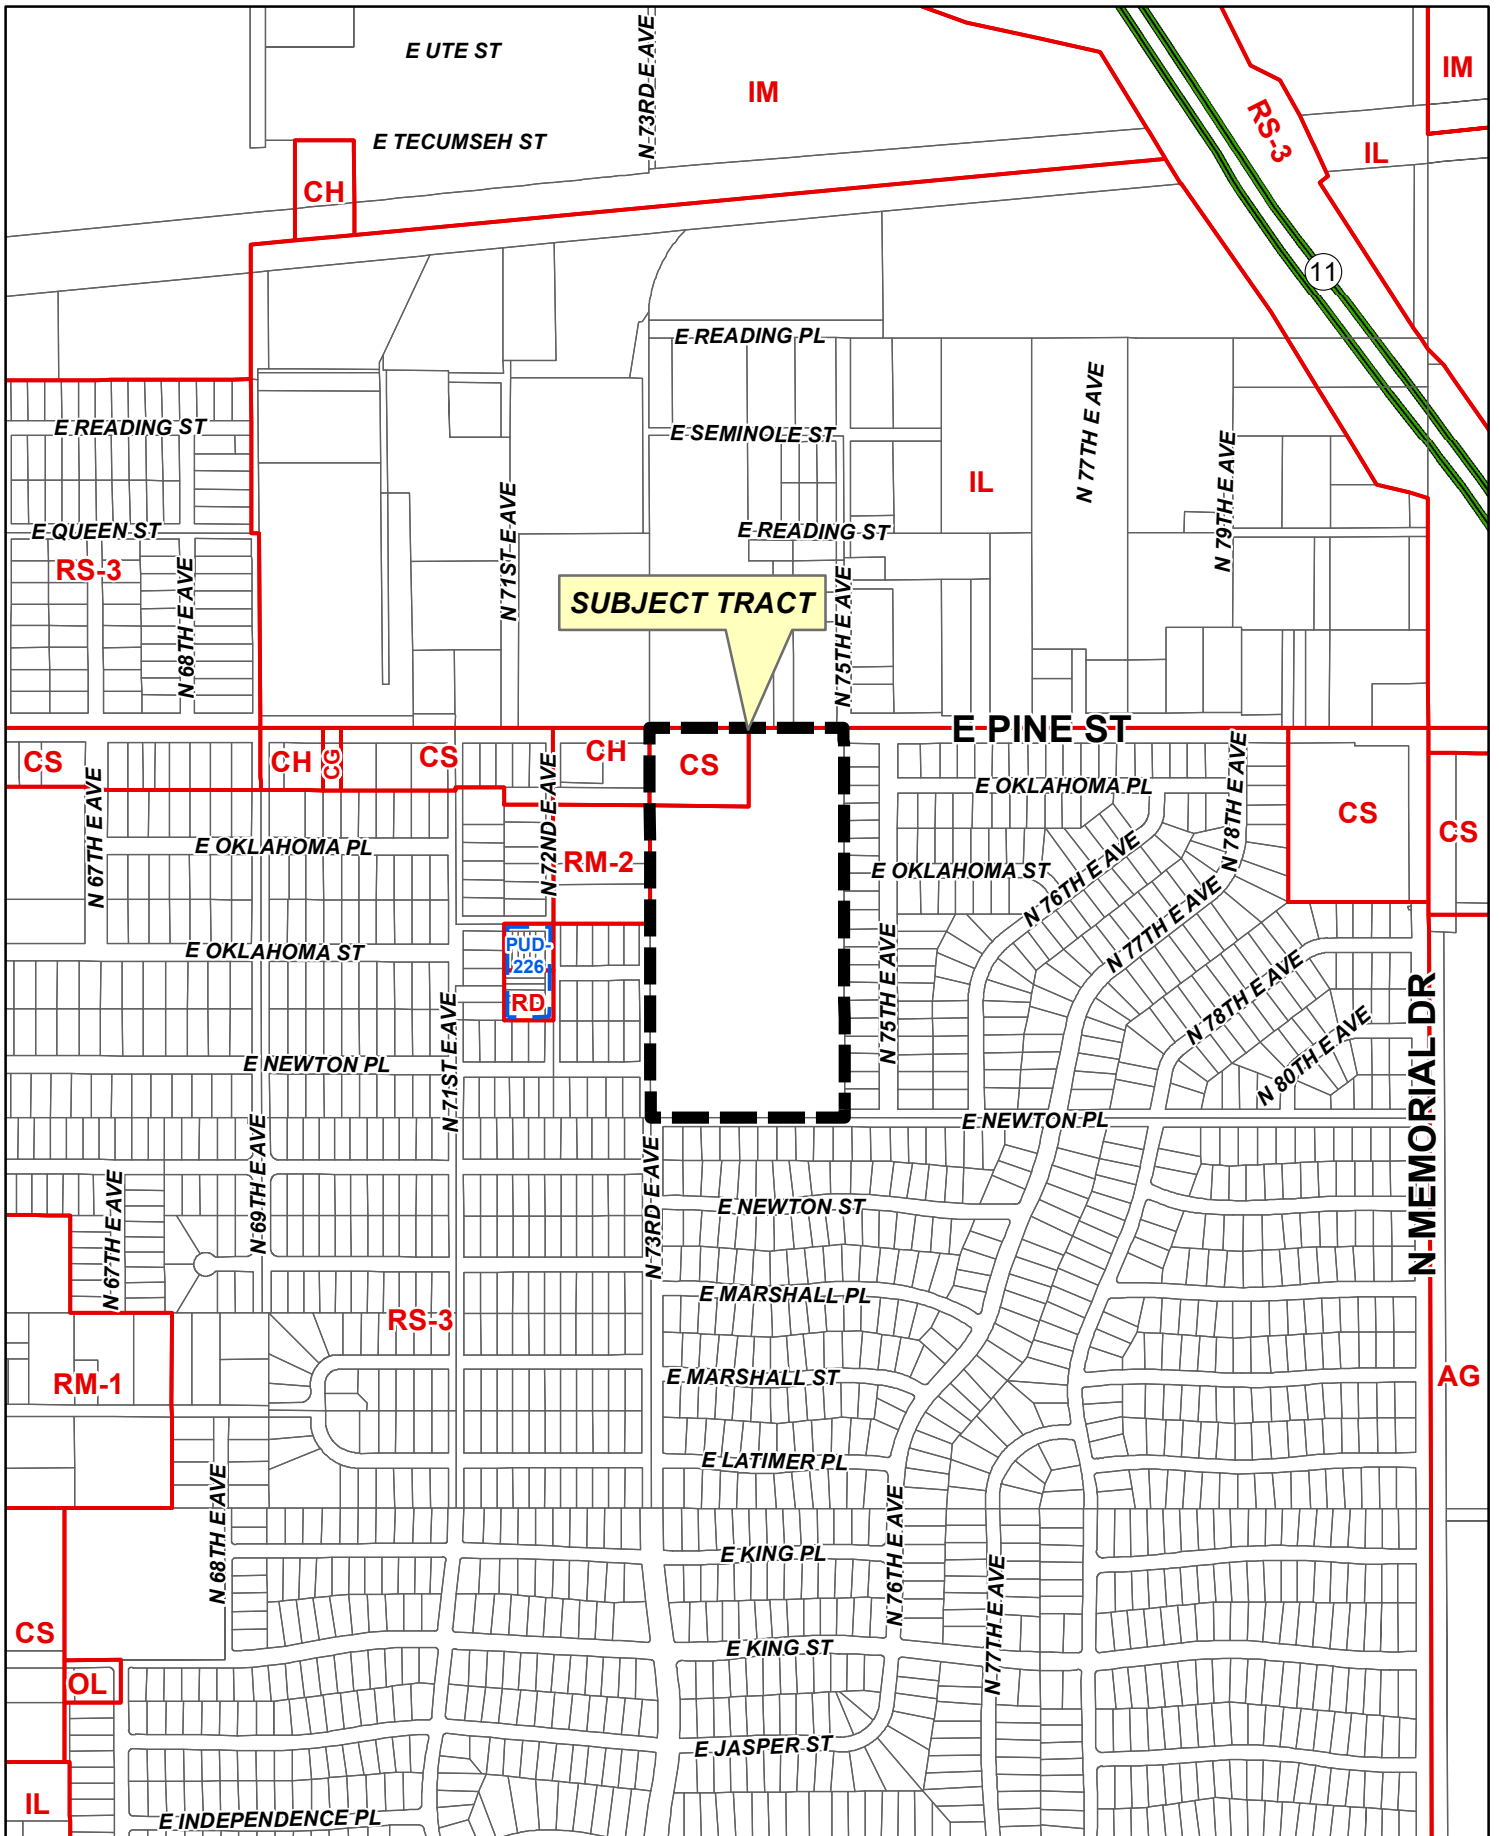 E UTE ST
N 73RD E AVE
IM
IM
E TECUMSEH ST
RS-3
IL
CH
11
E READING PL
E READING ST
E SEMINOLE ST
N 77TH E AVE
N 79TH E AVE
IL
N 71ST E AVE
E QUEEN ST
E READING ST
RS-3
N 68TH E AVE
SUBJECT TRACT
N 75TH E AVE
E PINE ST
CS
CH
CG
CS
CH
CS
N 67TH E AVE
N 72ND E AVE
E OKLAHOMA PL
N 78TH E AVE
CS
CS
E OKLAHOMA PL
RM-2
E OKLAHOMA ST
N 76TH E AVE
N 77TH E AVE
E OKLAHOMA ST
PUD-
226
RD
N 75TH E AVE
N 78TH E AVE
N 80TH E AVE
N MEMORIAL DR
N 71ST E AVE
E NEWTON PL
E NEWTON PL
N 69TH E AVE
N 67TH E AVE
N 73RD E AVE
E NEWTON ST
E MARSHALL PL
RS-3
RM-1
E MARSHALL ST
AG
E LATIMER PL
N 68TH E AVE
N 76TH E AVE
E KING PL
N 77TH E AVE
CS
E KING ST
OL
E JASPER ST
IL
E INDEPENDENCE PL